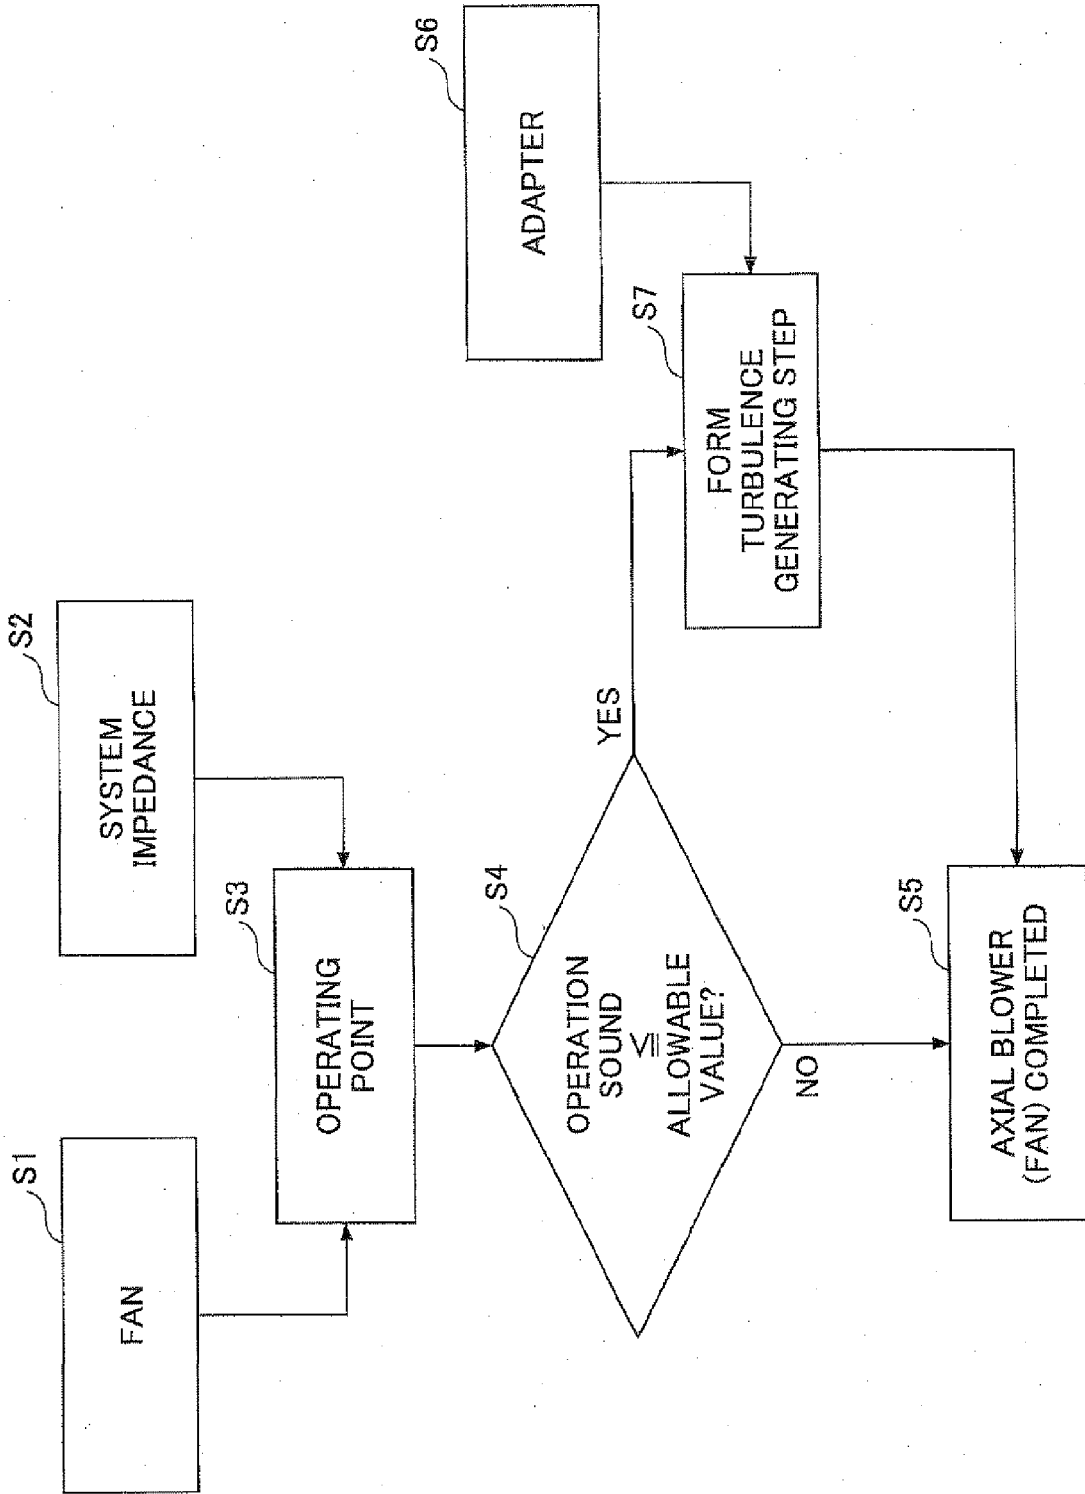 FAN
S1
SYSTEM
IMPEDANCE
S2
OPERATING
POINT
S3
OPERATION
SOUND
≦
ALLOWABLE
VALUE?
S4
YES
NO
ADAPTER
S6
FORM
TURBULENCE
GENERATING STEP
S7
AXIAL BLOWER
(FAN) COMPLETED
S5